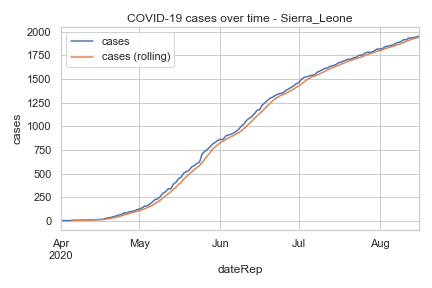 COVID-19 cases over time - Sierra_Leone
cases
cases (rolling)
2000
1750
1500
1250
1000
750
500
250
0
cases
Apr
2020
May
Jun
Jul
Aug
dateRep